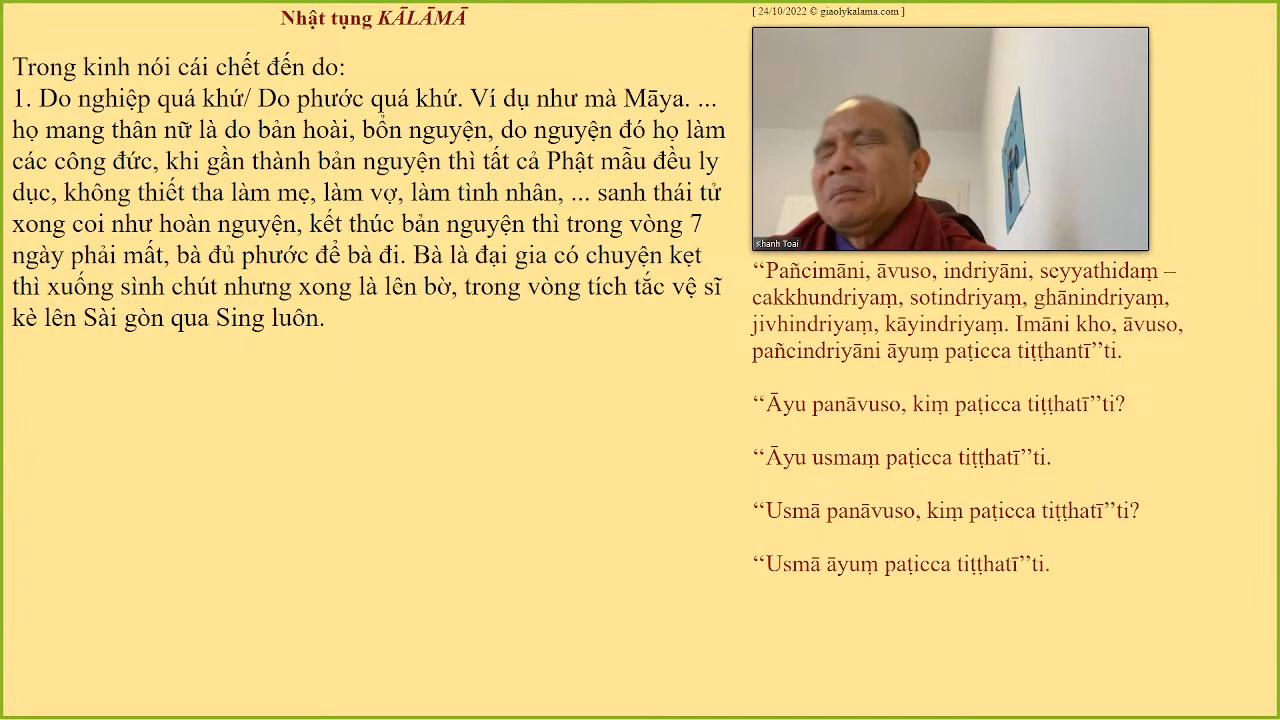 Nhật tụng KĀLĀMĀ
Trong kinh nói cái chết đến do:
1. Do nghiệp quá khứ/ Do phước quá khứ. Ví dụ như mà Māya. ...
họ mang thân nữ là do bản hoài, bổn nguyện, do nguyện đó họ làm
các công đức, khi gần thành bản nguyện thì tất cả Phật mẫu đều ly
dục, không thiết tha làm mẹ, làm vợ, làm tình nhân, ... sanh thái tử
xong coi như hoàn nguyện, kết thúc bản nguyện thì trong vòng 7
ngày phải mất, bà đủ phước để bà đi. Bà là đại gia có chuyện kẹt
thì xuống sình chút nhưng xong là lên bờ, trong vòng tích tắc vệ sĩ
kè lên Sài gòn qua Sing luôn.
[ 24/10/2022 © giaolykalama.com ]
Khanh Toai
“Pañcimāni, āvuso, indriyāni, seyyathidaṃ –
cakkhundriyaṃ, sotindriyaṃ, ghānindriyaṃ,
jivhindriyaṃ, kāyindriyaṃ. Imāni kho, āvuso,
pañcindriyāni āyuṃ paṭicca tiṭṭhantī”ti.
“Āyu panāvuso, kiṃ paṭicca tiṭṭhatī”ti?
“Āyu usmaṃ paṭicca tiṭṭhatī”ti.
“Usmā panāvuso, kiṃ paṭicca tiṭṭhatī”ti?
“Usmā āyuṃ paṭicca tiṭṭhatī”ti.